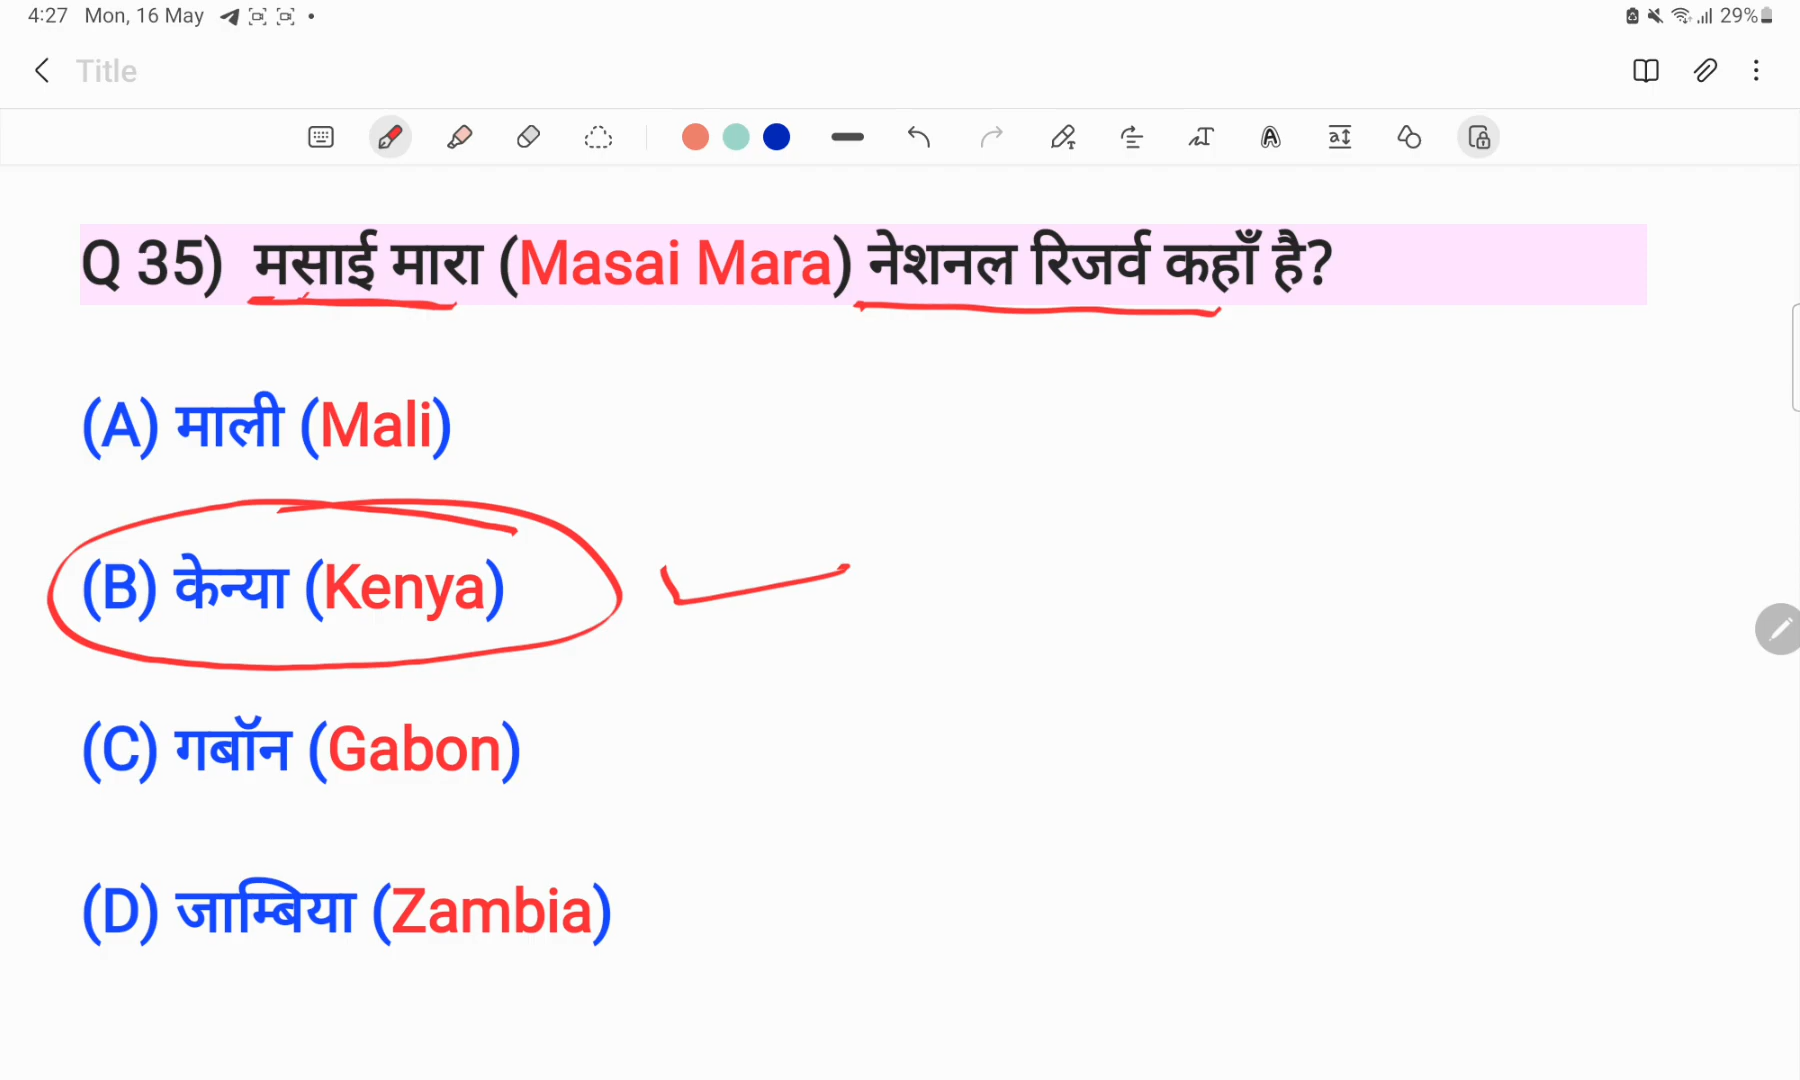 4:27 Mon, 16 May 29%
Title
Q 35) मसाई मारा (Masai Mara) नेशनल रिजर्व कहाँ है?
(A) माली (Mali)
(B) केन्या (Kenya)
(C) गबॉन (Gabon)
(D) जाम्बिया (Zambia)